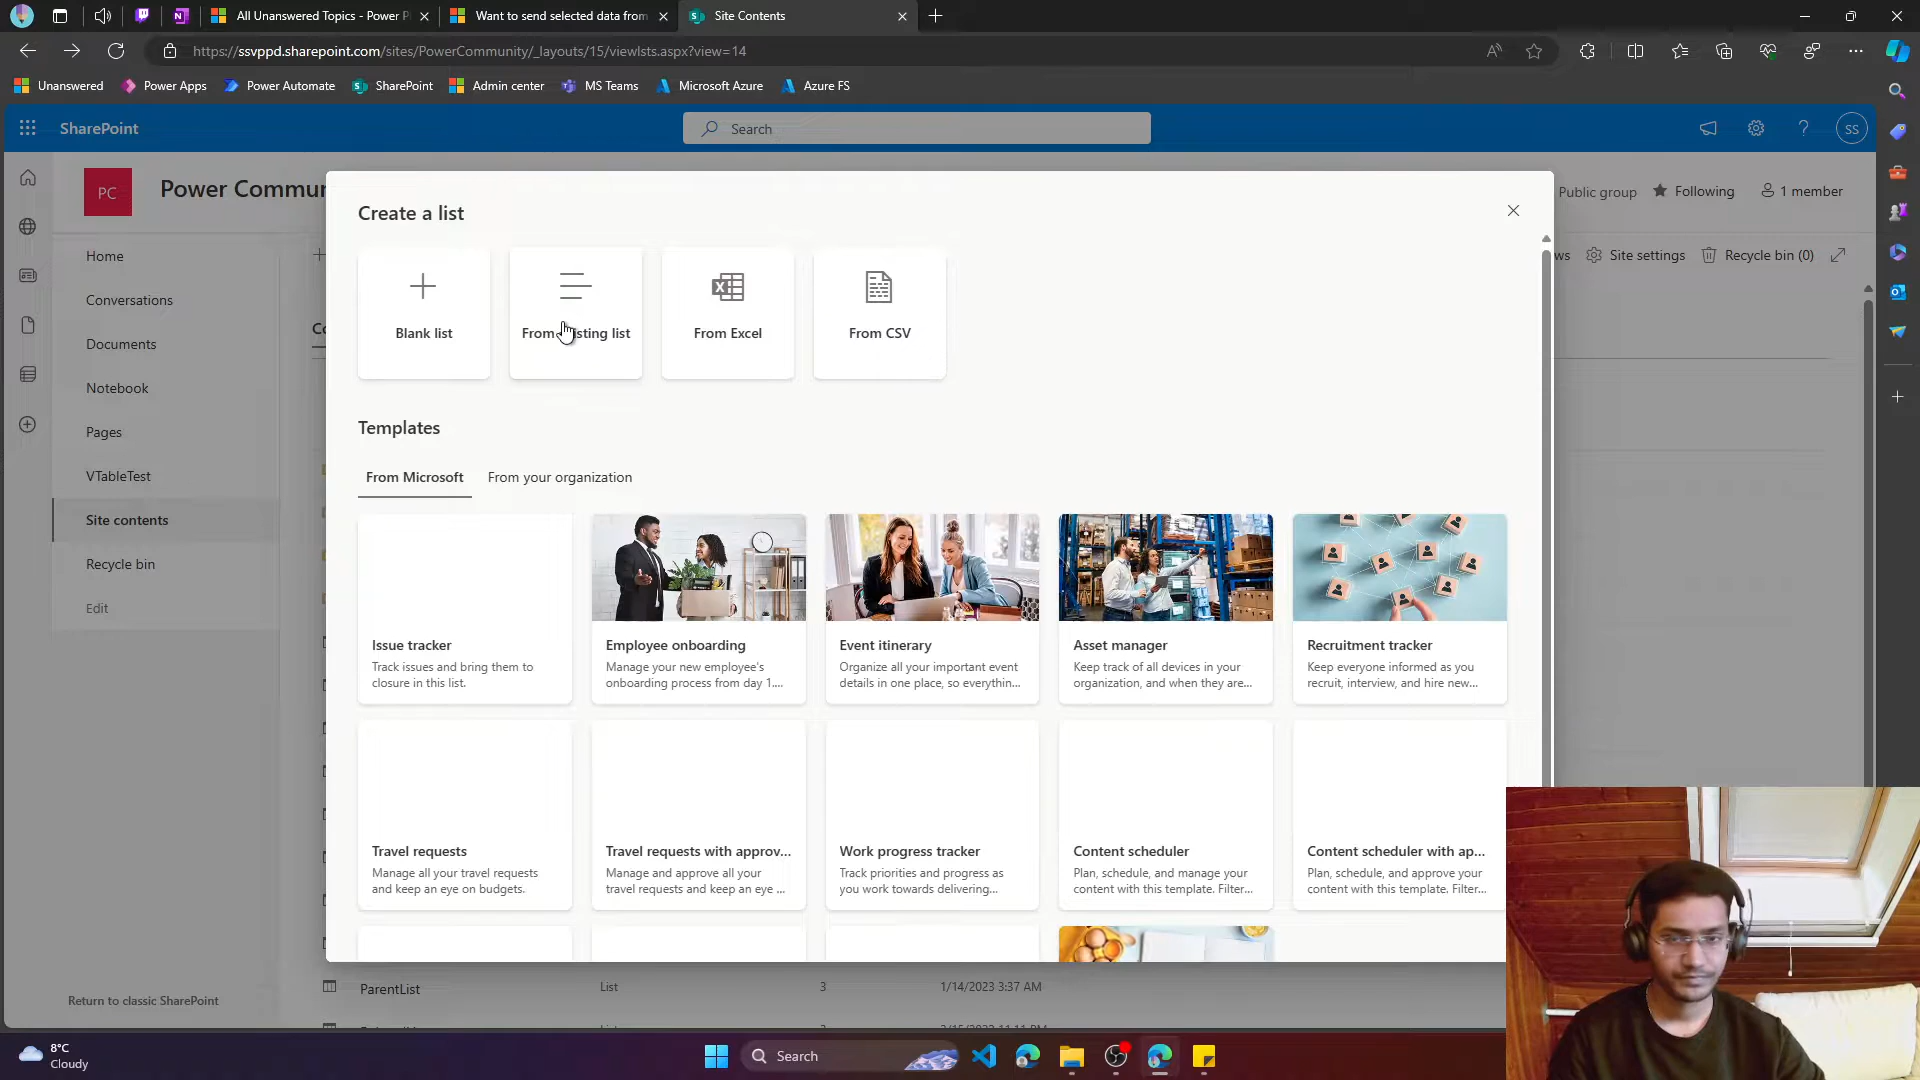 All Unanswered Topics - Power P
Want to send selected data from
Site Contents
https://ssvppd.sharepoint.com/sites/PowerCommunity/_layouts/15/viewlsts.aspx?view=14
Unanswered
Power Apps
Power Automate
SharePoint
Admin center
MS Teams
Microsoft Azure
Azure FS
SharePoint
Search
SS
PC
Power Commun
Public group
Following
1 member
Home
Conversations
Documents
Notebook
Pages
VTableTest
Site contents
Recycle bin
Edit
Return to classic SharePoint
ws
Site settings
Recycle bin (0)
Co
Create a list
Blank list
From
isting list
From Excel
From CSV
Templates
From Microsoft
From your organization
Issue tracker
Track issues and bring them to
closure in this list.
Employee onboarding
Manage your new employee's
onboarding process from day 1....
Event itinerary
Organize all your important event
details in one place, so everythin...
Asset manager
Keep track of all devices in your
organization, and when they are...
Recruitment tracker
Keep everyone informed as you
recruit, interview, and hire new...
Travel requests
Manage all your travel requests
and keep an eye on budgets.
Travel requests with approv...
Manage and approve all your
travel requests and keep an eye ...
Work progress tracker
Track priorities and progress as
you work towards delivering...
Content scheduler
Plan, schedule, and manage your
content with this template. Filter...
Content scheduler with ap...
Plan, schedule, and approve your
content with this template. Filter...
ParentList
List
3
1/14/2023 3:37 AM
8°C
Cloudy
Search